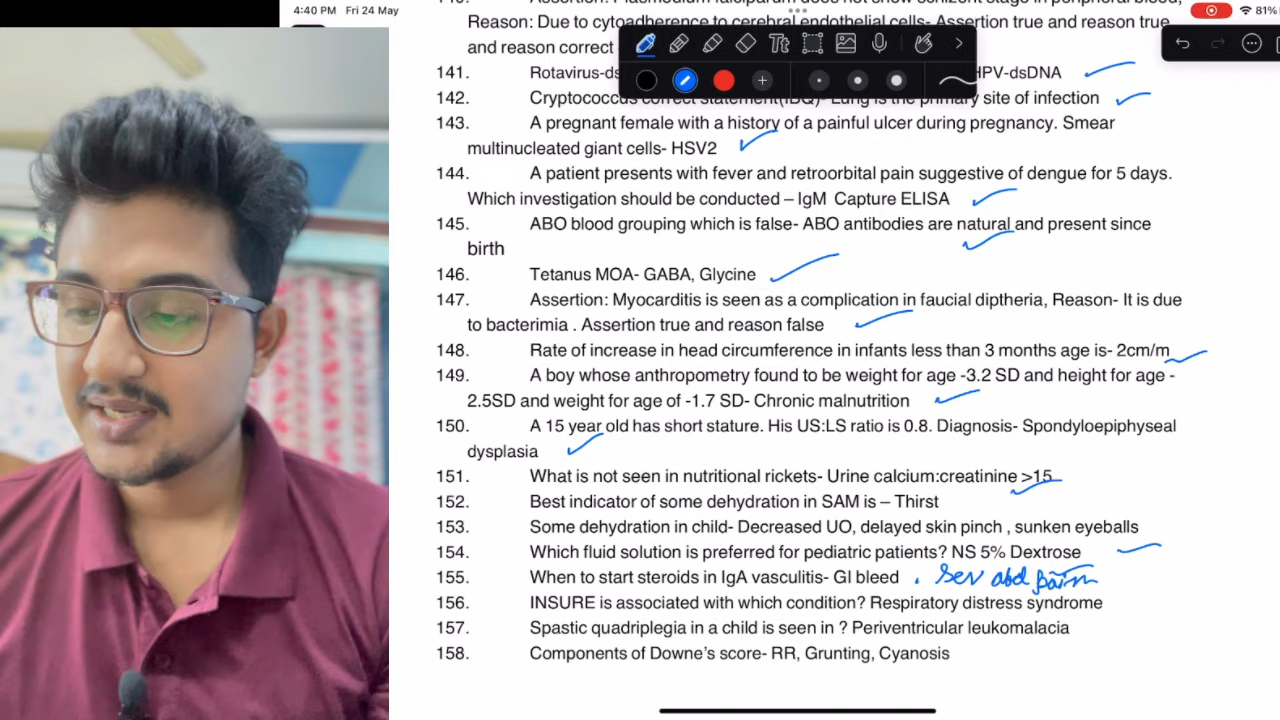 4:40 PM Fri 24 May
81%
Reason: Due to cytoadherence to cerebral endothelial cells- Assertion true and reason true
and reason correct
Tt
141. Rotavirus-ds HPV-dsDNA
142. Cryptococcus correct statement(IBQ)- Lung is the primary site of infection
143. A pregnant female with a history of a painful ulcer during pregnancy. Smear
multinucleated giant cells- HSV2
144. A patient presents with fever and retroorbital pain suggestive of dengue for 5 days.
Which investigation should be conducted – IgM Capture ELISA
145. ABO blood grouping which is false- ABO antibodies are natural and present since
birth
146. Tetanus MOA- GABA, Glycine
147. Assertion: Myocarditis is seen as a complication in faucial diptheria, Reason- It is due
to bacterimia . Assertion true and reason false
148. Rate of increase in head circumference in infants less than 3 months age is- 2cm/m
149. A boy whose anthropometry found to be weight for age -3.2 SD and height for age -
2.5SD and weight for age of -1.7 SD- Chronic malnutrition
150. A 15 year old has short stature. His US:LS ratio is 0.8. Diagnosis- Spondyloepiphyseal
dysplasia
151. What is not seen in nutritional rickets- Urine calcium:creatinine >15
152. Best indicator of some dehydration in SAM is – Thirst
153. Some dehydration in child- Decreased UO, delayed skin pinch , sunken eyeballs
154. Which fluid solution is preferred for pediatric patients? NS 5% Dextrose
155. When to start steroids in IgA vasculitis- GI bleed . Sev abd pain
156. INSURE is associated with which condition? Respiratory distress syndrome
157. Spastic quadriplegia in a child is seen in ? Periventricular leukomalacia
158. Components of Downe's score- RR, Grunting, Cyanosis